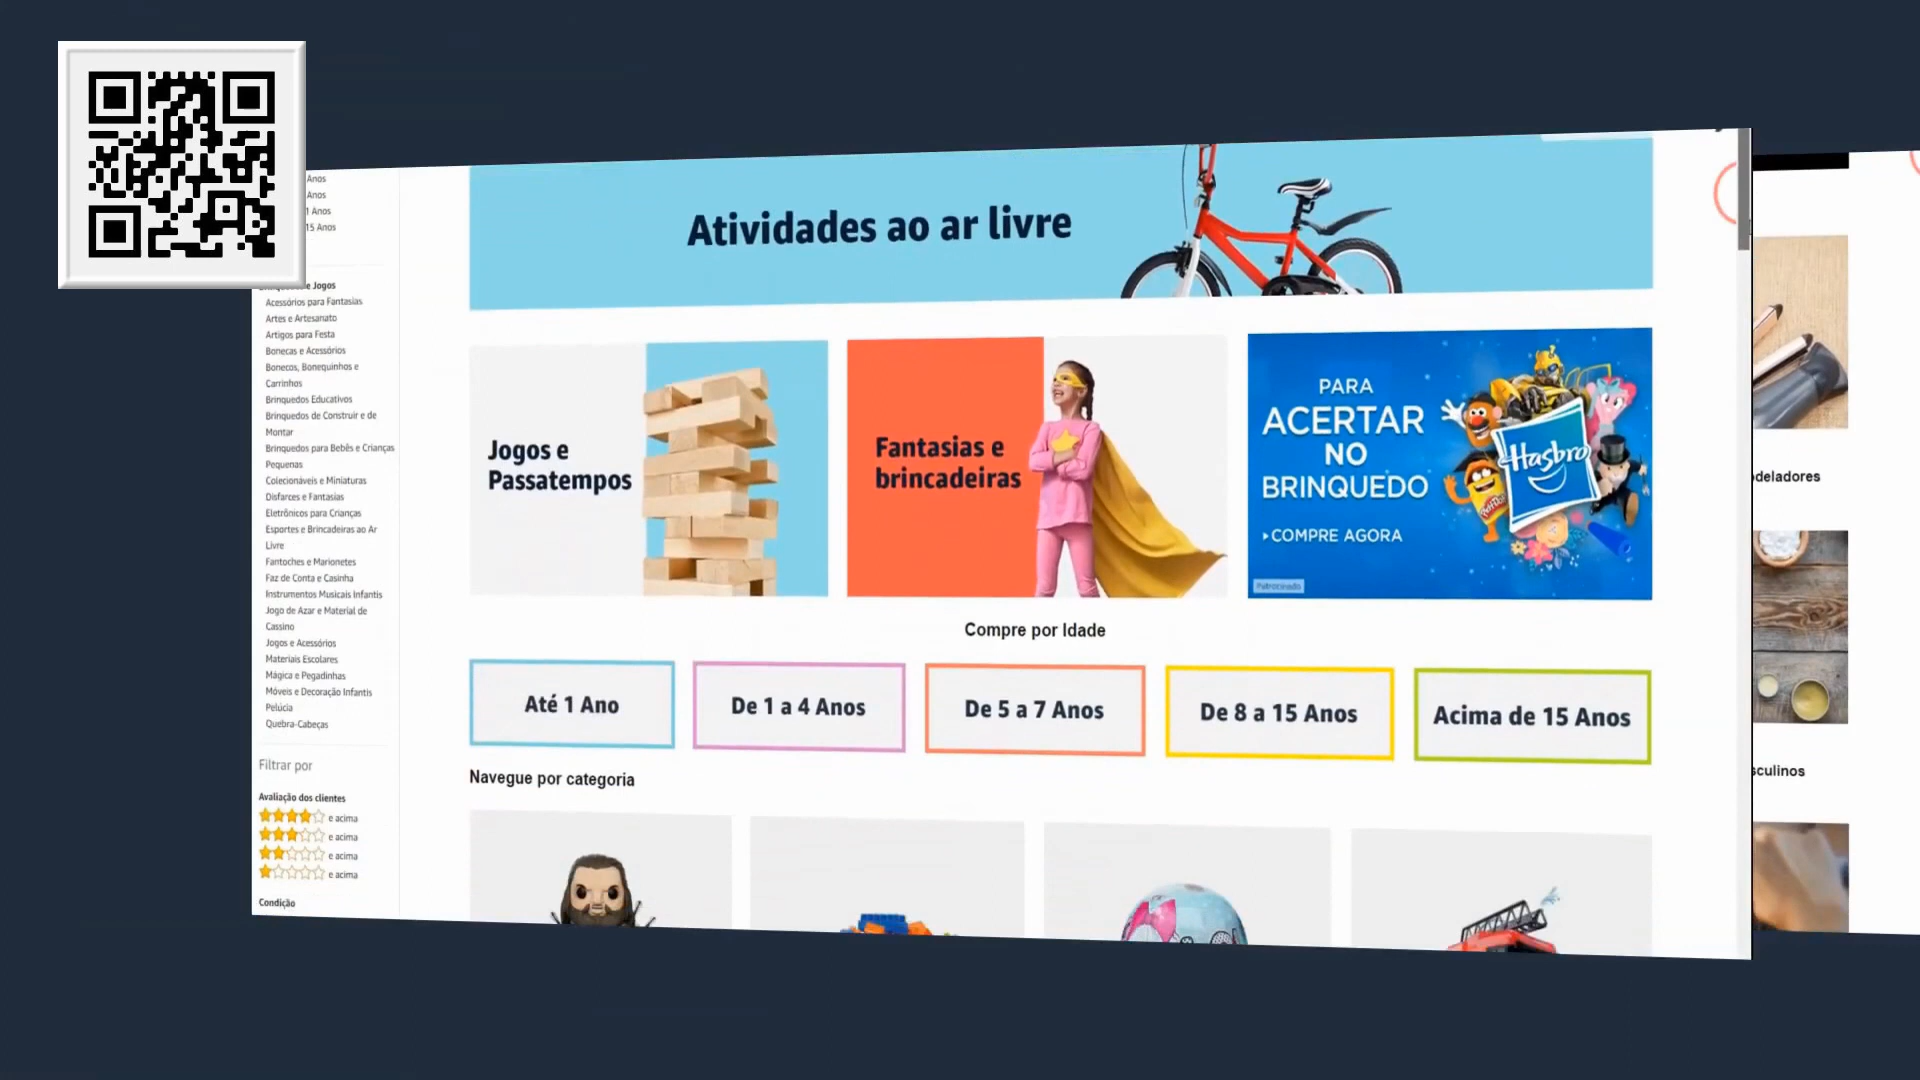 Anos
Anos
1 Anos
15 Anos
e Jogos
Acessórios para Fantasias
Artes e Artesanato
Artigos para Festa
Bonecas e Acessórios
Bonecos, Bonequinhos e
Carrinhos
Brinquedos Educativos
Brinquedos de Construir e de
Montar
Brinquedos para Bebês e Crianças
Pequenas
Colecionáveis e Miniaturas
Disfarces e Fantasias
Eletrônicos para Crianças
Esportes e Brincadeiras ao Ar
Livre
Fantoches e Marionetes
Faz de Conta e Casinha
Instrumentos Musicais Infantis
Jogo de Azar e Material de
Cassino
Jogos e Acessórios
Materiais Escolares
Mágica e Pegadinhas
Móveis e Decoração Infantis
Pelúcia
Quebra-Cabeças
Filtrar por
Avaliação dos clientes
e acima
e acima
e acima
e acima
Condição
Atividades ao ar livre
Jogos e
Passatempos
Fantasias e
brincadeiras
PARA
ACERTAR
NO
BRINQUEDO
COMPRE AGORA
Patrocinado
Hasbro
Compre por Idade
Até 1 Ano
De 1 a 4 Anos
De 5 a 7 Anos
De 8 a 15 Anos
Acima de 15 Anos
Navegue por categoria
deladores
sculinos